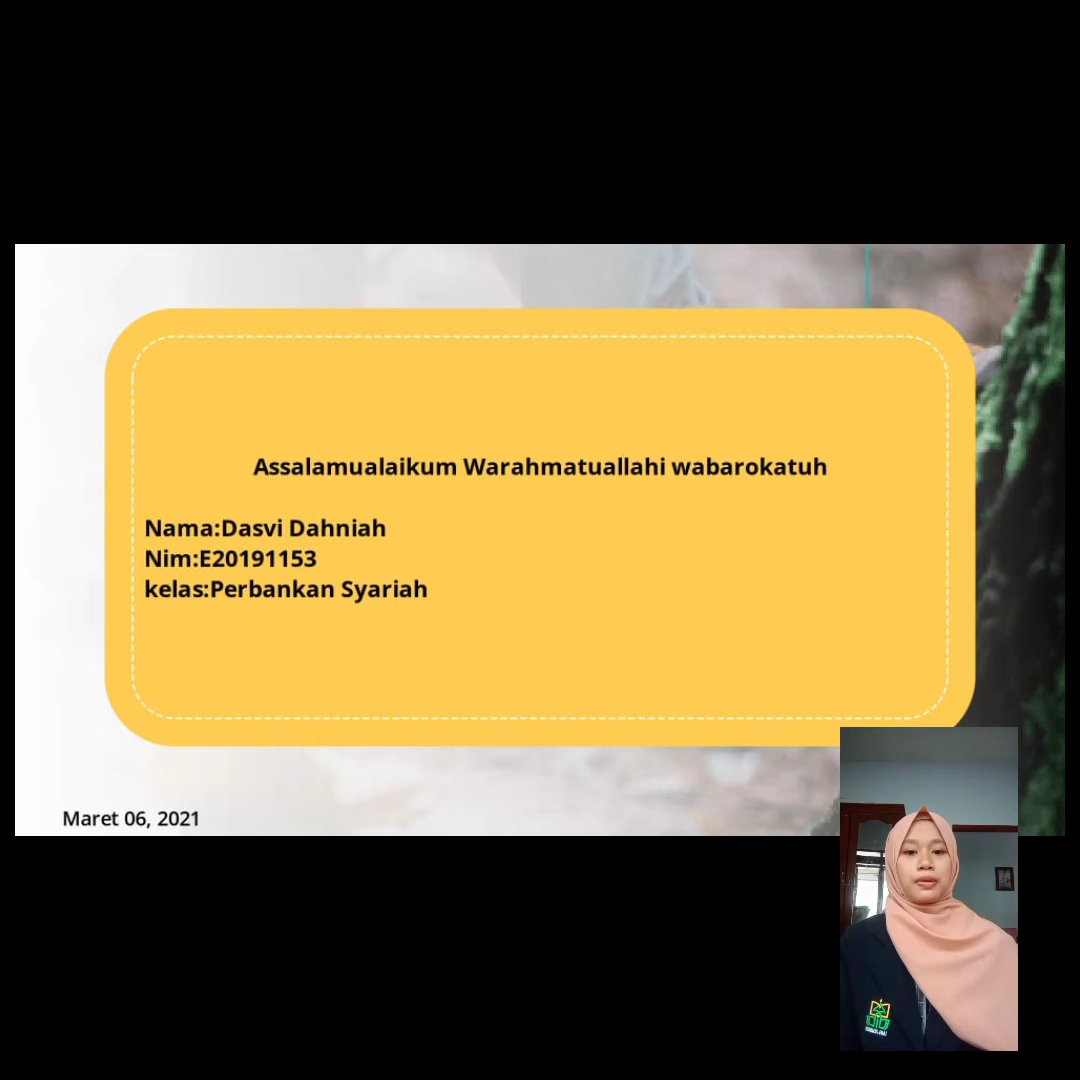 Assalamualaikum Warahmatuallahi wabarokatuh
Nama:Dasvi Dahniah
Nim:E20191153
kelas:Perbankan Syariah
Maret 06, 2021